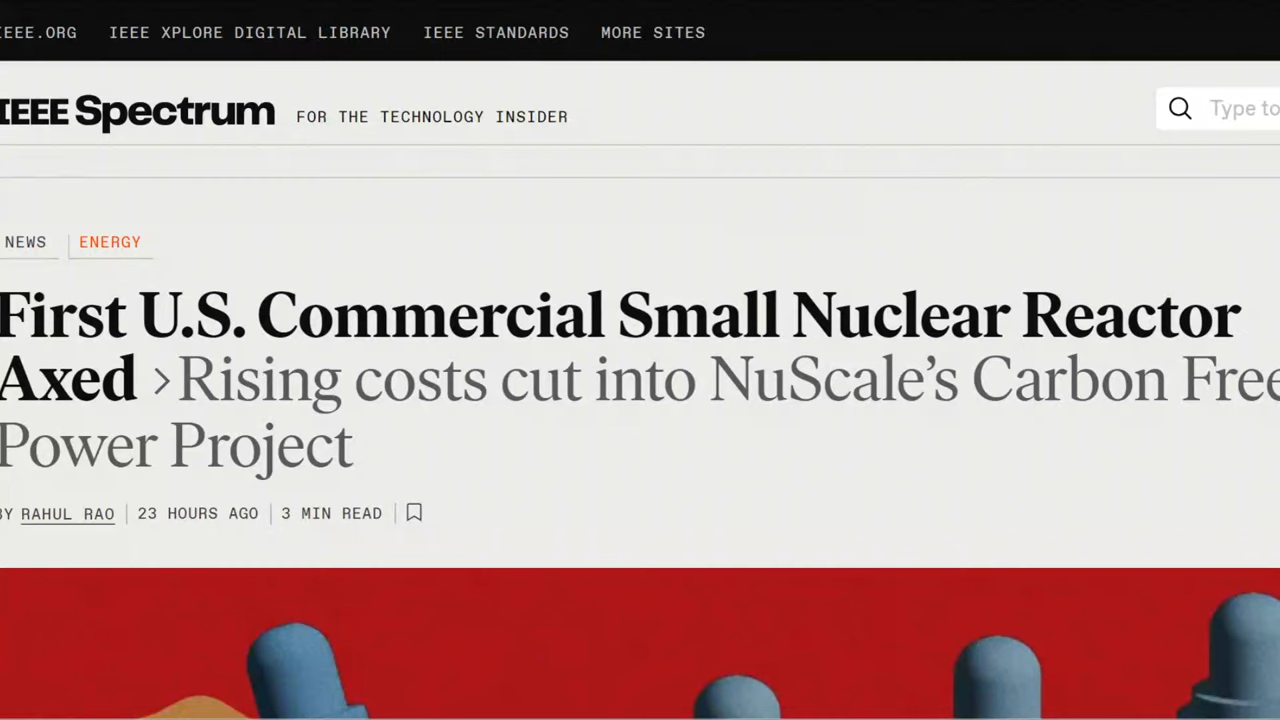 IEEE.ORG IEEE XPLORE DIGITAL LIBRARY IEEE STANDARDS MORE SITES
IEEE Spectrum FOR THE TECHNOLOGY INSIDER
Type to
NEWS ENERGY
First U.S. Commercial Small Nuclear Reactor
Axed › Rising costs cut into NuScale’s Carbon Free
Power Project
BY RAHUL RAO 23 HOURS AGO 3 MIN READ